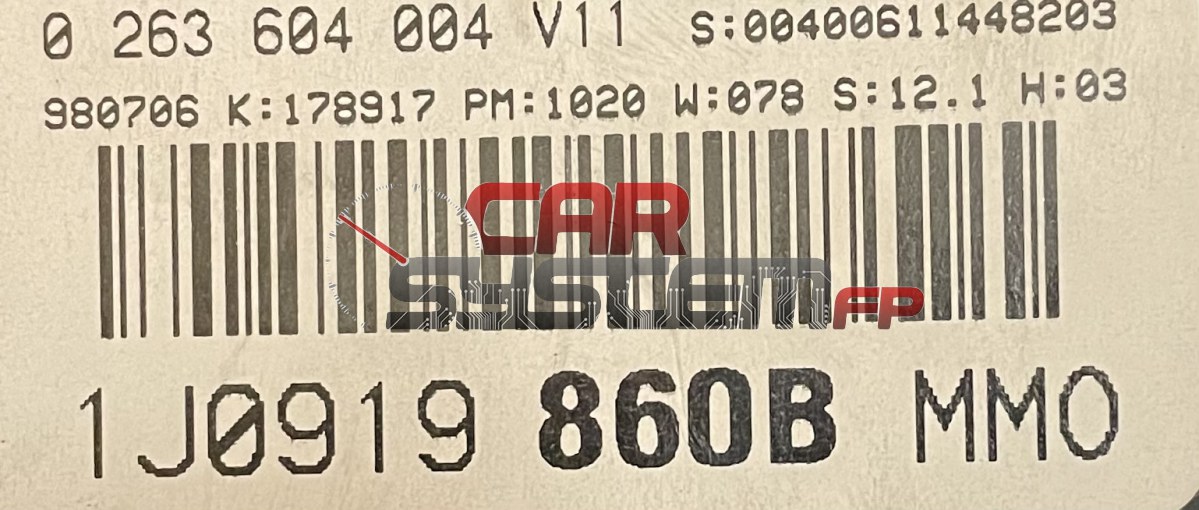 0 263 604 004 V11 S:00400611448203
980706 K:178917 PM:1020 W:078 S:12.1 H:03
CAR
SYSTEM FP
1J0919 860B MMO